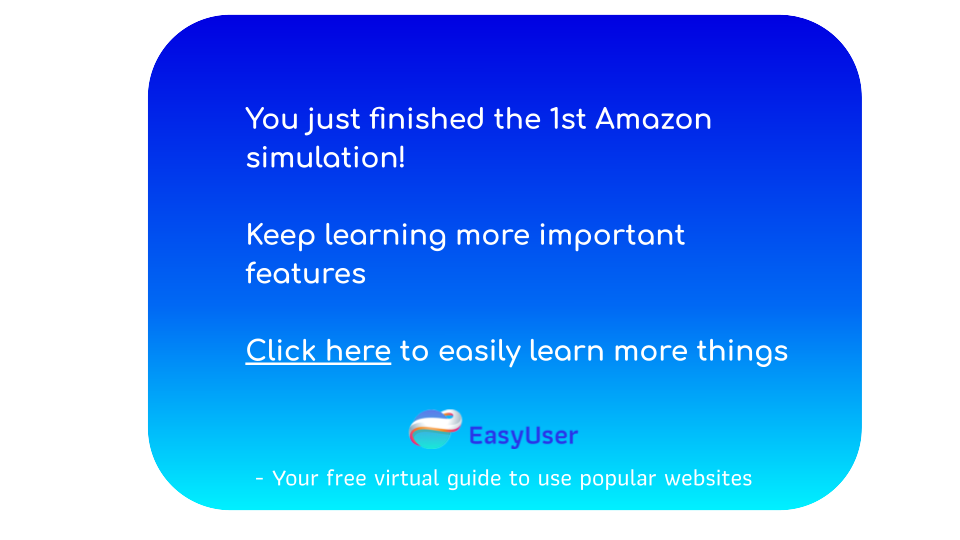 You just finished the 1st Amazon
simulation!
Keep learning more important
features
Click here to easily learn more things
EasyUser
- Your free virtual guide to use popular websites